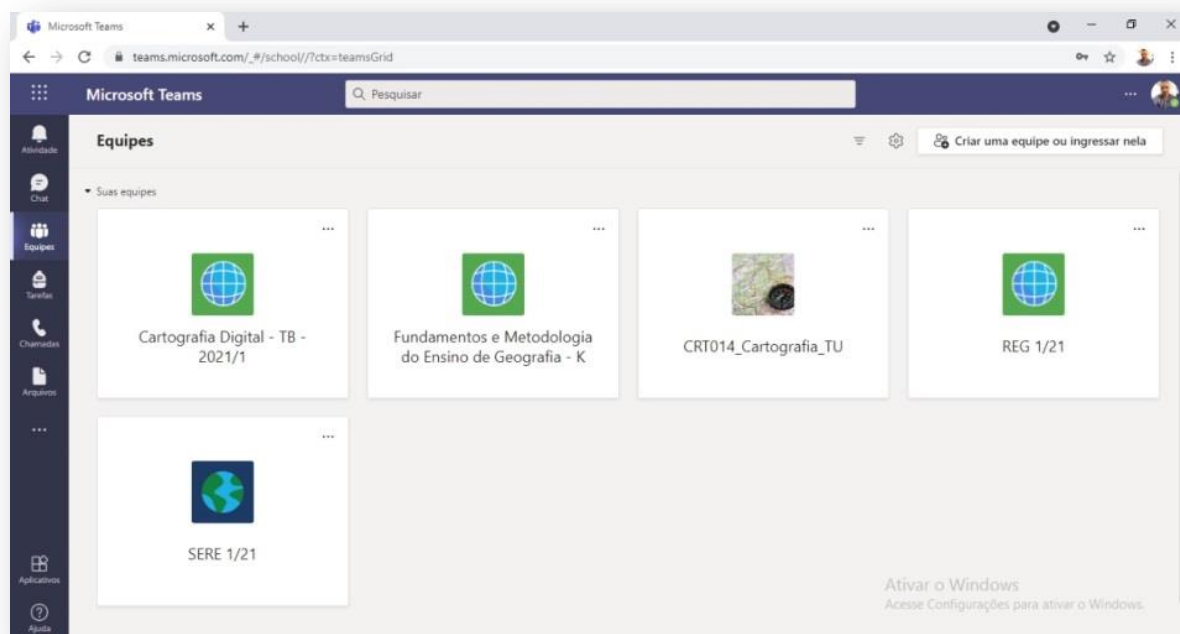 Microsoft Teams
teams.microsoft.com/_#/school//?ctx=teamsGrid
Microsoft Teams
Pesquisar
Atividade
Chat
Equipes
Tarefas
Chamadas
Arquivos
Aplicativos
Ajuda
Equipes
Criar uma equipe ou ingressar nela
Suas equipes
Cartografia Digital - TB -
2021/1
Fundamentos e Metodologia
do Ensino de Geografia - K
CRT014_Cartografia_TU
REG 1/21
SERE 1/21
Ativar o Windows
Acesse Configurações para ativar o Windows.